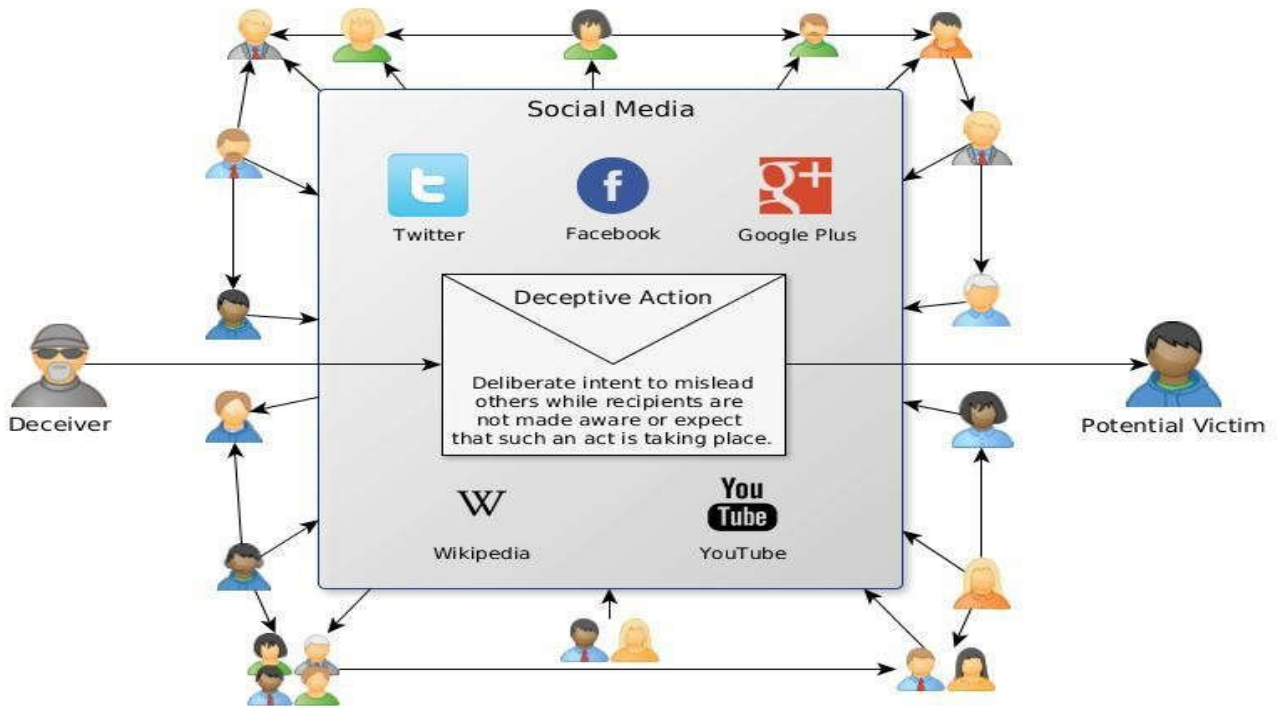 Social Media
t
f
g+
Twitter
Facebook
Google Plus
Deceptive Action
Deliberate intent to mislead
others while recipients are
not made aware or expect
that such an act is taking place.
Deceiver
Potential Victim
W
You
Tube
Wikipedia
YouTube